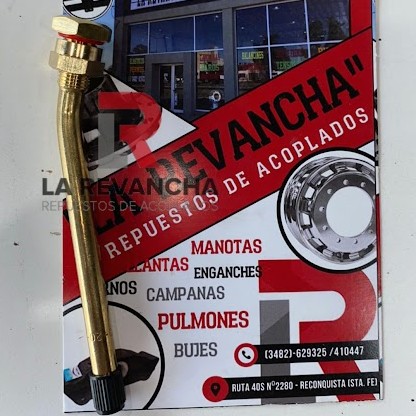 "LA REVANCHA"
REPUESTOS DE ACOPLADOS
LA REVANCHA
REPUESTOS DE ACOPLADOS
MANOTAS
LLANTAS
ENGANCHES
CAMPANAS
PULMONES
BUJES
(3482)-629325 /410447
RUTA 40S Nº2280 - RECONQUISTA (STA. FE)